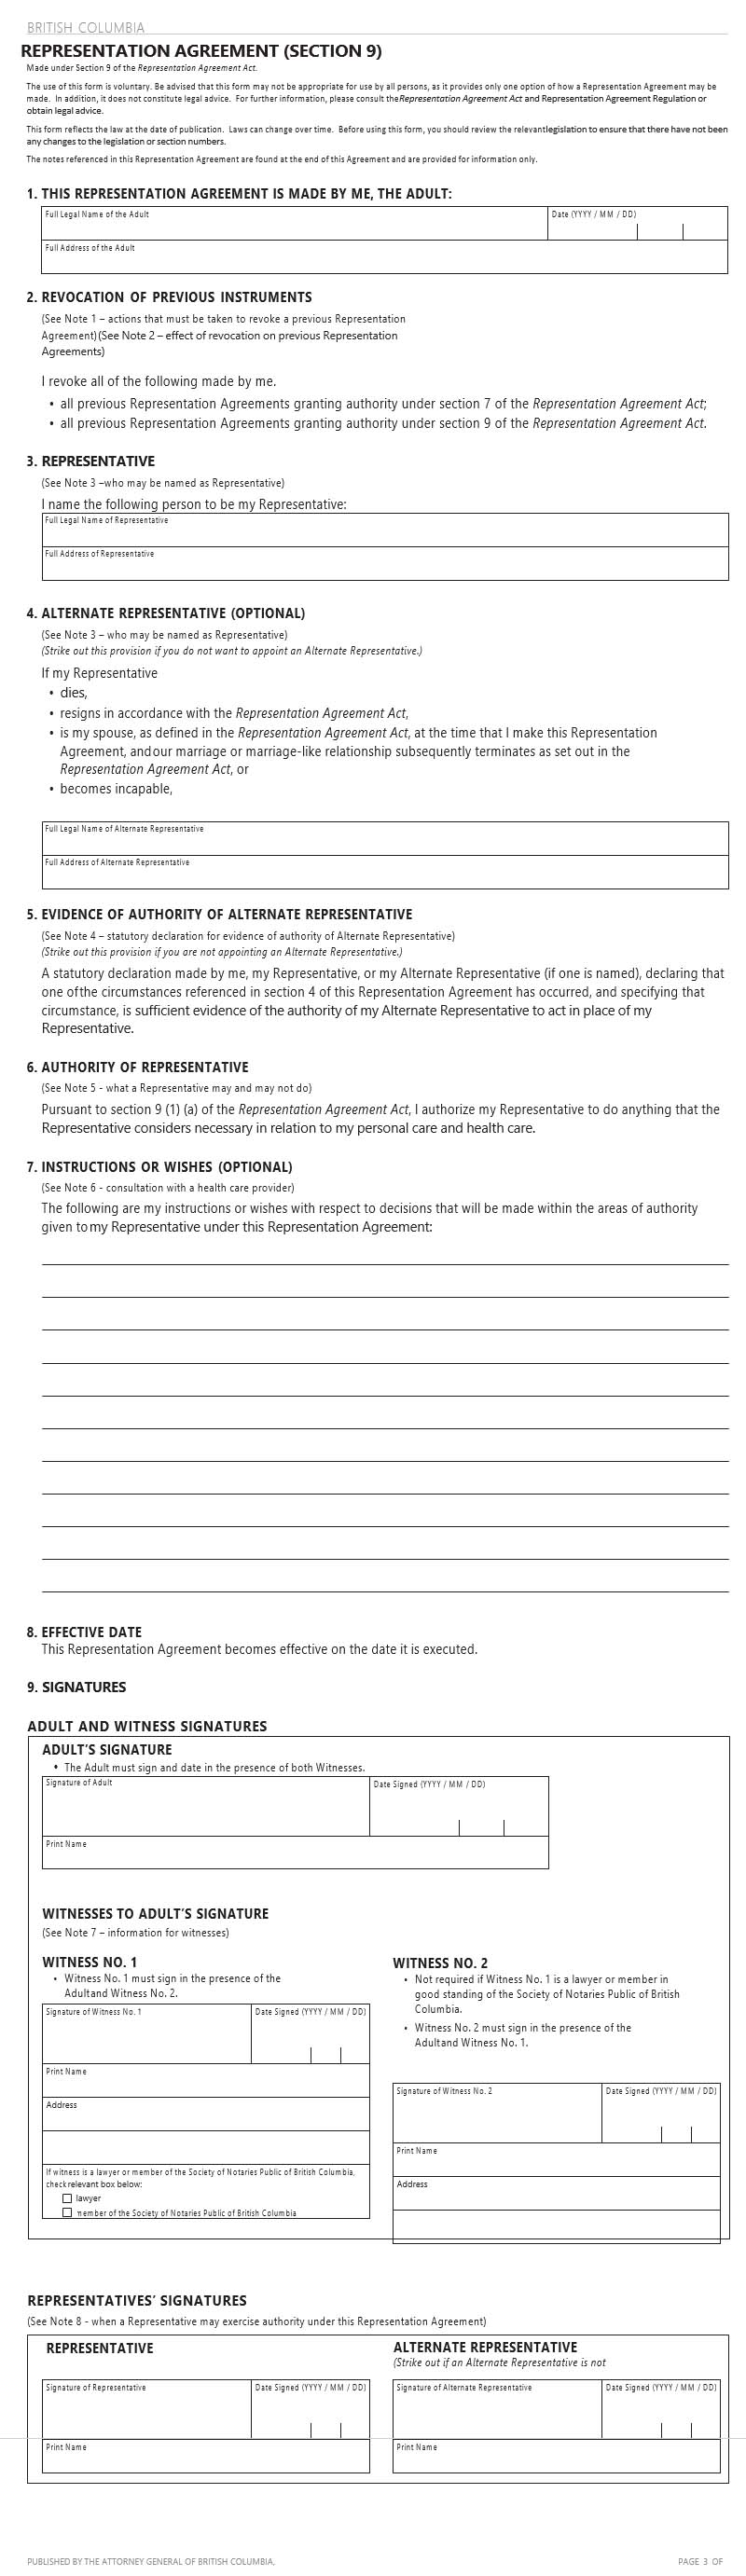 BRITISH COLUMBIA
REPRESENTATION AGREEMENT (SECTION 9)
Made under Section 9 of the Representation Agreement Act.
The use of this form is voluntary. Be advised that this form may not be appropriate for use by all persons, as it provides only one option of how a Representation Agreement may be
made. In addition, it does not constitute legal advice. For further information, please consult the Representation Agreement Act and Representation Agreement Regulation or
obtain legal advice.
This form reflects the law at the date of publication. Laws can change over time. Before using this form, you should review the relevant legislation to ensure that there have not been
any changes to the legislation or section numbers.
The notes referenced in this Representation Agreement are found at the end of this Agreement and are provided for information only.
1. THIS REPRESENTATION AGREEMENT IS MADE BY ME, THE ADULT:
Full Legal Name of the Adult
Date (YYYY / MM / DD)
Full Address of the Adult
2. REVOCATION OF PREVIOUS INSTRUMENTS
(See Note 1 – actions that must be taken to revoke a previous Representation
Agreement)(See Note 2 – effect of revocation on previous Representation
Agreements)
I revoke all of the following made by me.
• all previous Representation Agreements granting authority under section 7 of the Representation Agreement Act;
• all previous Representation Agreements granting authority under section 9 of the Representation Agreement Act.
3. REPRESENTATIVE
(See Note 3 –who may be named as Representative)
I name the following person to be my Representative:
Full Legal Name of Representative
Full Address of Representative
4. ALTERNATE REPRESENTATIVE (OPTIONAL)
(See Note 3 – who may be named as Representative)
(Strike out this provision if you do not want to appoint an Alternate Representative.)
If my Representative
• dies,
• resigns in accordance with the Representation Agreement Act,
• is my spouse, as defined in the Representation Agreement Act, at the time that I make this Representation
Agreement, and our marriage or marriage-like relationship subsequently terminates as set out in the
Representation Agreement Act, or
• becomes incapable,
Full Legal Name of Alternate Representative
Full Address of Alternate Representative
5. EVIDENCE OF AUTHORITY OF ALTERNATE REPRESENTATIVE
(See Note 4 – statutory declaration for evidence of authority of Alternate Representative)
(Strike out this provision if you are not appointing an Alternate Representative.)
A statutory declaration made by me, my Representative, or my Alternate Representative (if one is named), declaring that
one of the circumstances referenced in section 4 of this Representation Agreement has occurred, and specifying that
circumstance, is sufficient evidence of the authority of my Alternate Representative to act in place of my
Representative.
6. AUTHORITY OF REPRESENTATIVE
(See Note 5 - what a Representative may and may not do)
Pursuant to section 9 (1) (a) of the Representation Agreement Act, I authorize my Representative to do anything that the
Representative considers necessary in relation to my personal care and health care.
7. INSTRUCTIONS OR WISHES (OPTIONAL)
(See Note 6 - consultation with a health care provider)
The following are my instructions or wishes with respect to decisions that will be made within the areas of authority
given to my Representative under this Representation Agreement:
8. EFFECTIVE DATE
This Representation Agreement becomes effective on the date it is executed.
9. SIGNATURES
ADULT AND WITNESS SIGNATURES
ADULT'S SIGNATURE
• The Adult must sign and date in the presence of both Witnesses.
Signature of Adult
Date Signed (YYYY / MM / DD)
Print Name
WITNESSES TO ADULT'S SIGNATURE
(See Note 7 – information for witnesses)
WITNESS NO. 1
• Witness No. 1 must sign in the presence of the
Adultand Witness No. 2.
Signature of Witness No. 1
Date Signed (YYYY / MM / DD)
Print Name
Address
If witness is a lawyer or member of the Society of Notaries Public of British Columbia,
check relevant box below:
lawyer
member of the Society of Notaries Public of British Columbia
WITNESS NO. 2
• Not required if Witness No. 1 is a lawyer or member in
good standing of the Society of Notaries Public of British
Columbia.
• Witness No. 2 must sign in the presence of the
Adultand Witness No. 1.
Signature of Witness No. 2
Date Signed (YYYY / MM / DD)
Print Name
Address
REPRESENTATIVES' SIGNATURES
(See Note 8 - when a Representative may exercise authority under this Representation Agreement)
REPRESENTATIVE
Signature of Representative
Date Signed (YYYY / MM / DD)
Print Name
ALTERNATE REPRESENTATIVE
(Strike out if an Alternate Representative is not
Signature of Alternate Representative
Date Signed (YYYY / MM / DD)
Print Name
PUBLISHED BY THE ATTORNEY GENERAL OF BRITISH COLUMBIA,
PAGE 3 OF